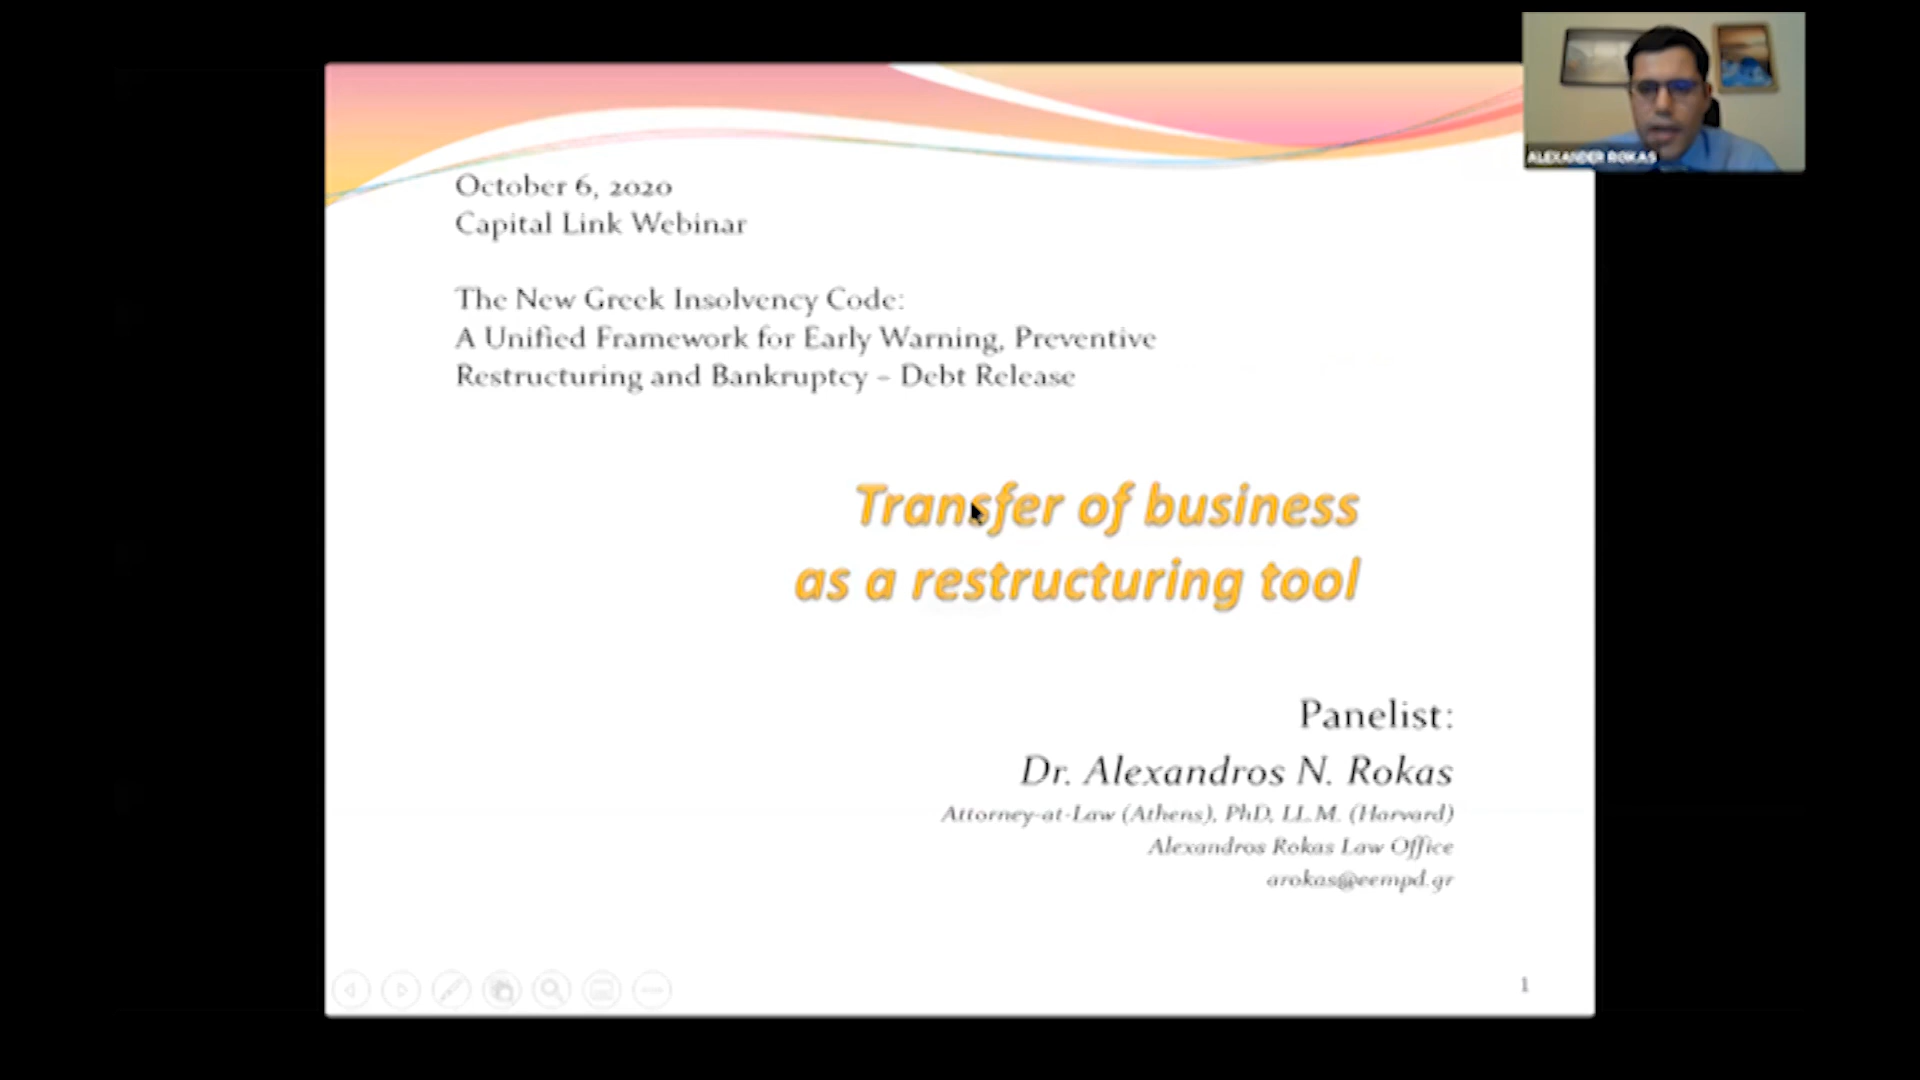 ALEXANDER ROKAS
October 6, 2020
Capital Link Webinar
The New Greek Insolvency Code:
A Unified Framework for Early Warning, Preventive
Restructuring and Bankruptcy – Debt Release
Transfer of business
as a restructuring tool
Panelist:
Dr. Alexandros N. Rokas
Attorney-at-Law (Athens), PhD, LL.M. (Harvard)
Alexandros Rokas Law Office
arokas@eempd.gr
1